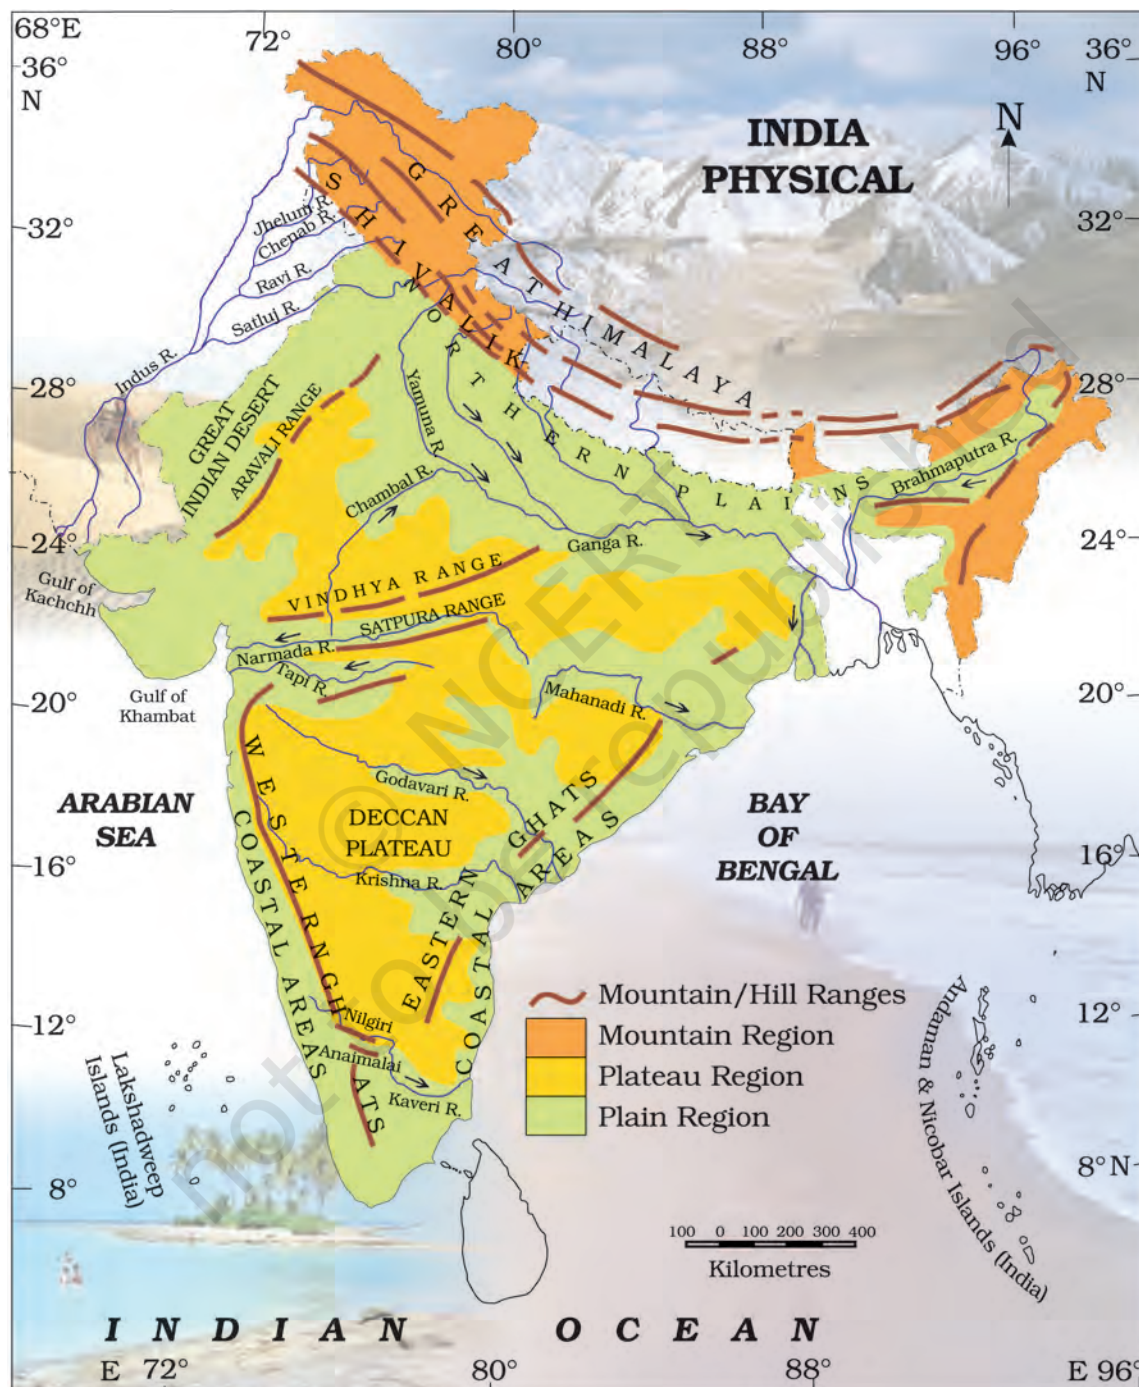 68°E
72°
80°
88°
96°
36°
N
36°
N
N
INDIA
PHYSICAL
GREAT HIMALAYA
SHIVALIK
Jhelum R.
Chenab R.
Ravi R.
Satluj R.
Indus R.
32°
32°
28°
28°
NORTHERN PLAINS
GREAT
INDIAN DESERT
ARAVALI RANGE
Yamuna R.
Chambal R.
Brahmaputra R.
Ganga R.
24°
24°
Gulf of
Kachchh
VINDHYA RANGE
SATPURA RANGE
Narmada R.
Tapi R.
Mahanadi R.
Gulf of
Khambat
20°
20°
Godavari R.
ARABIAN
SEA
DECCAN
PLATEAU
BAY
OF
BENGAL
WESTERN GHATS
COASTAL AREAS
EASTERN GHATS
COASTAL AREAS
Krishna R.
16°
16°
Nilgiri
Anaimalai
Kaveri R.
12°
12°
Mountain/Hill Ranges
Mountain Region
Plateau Region
Plain Region
Lakshadweep
Islands (India)
Andaman & Nicobar Islands (India)
8°
8° N
100 0 100 200 300 400
Kilometres
INDIAN OCEAN
E 72°
80°
88°
E 96°
© NCERT
not to be republished